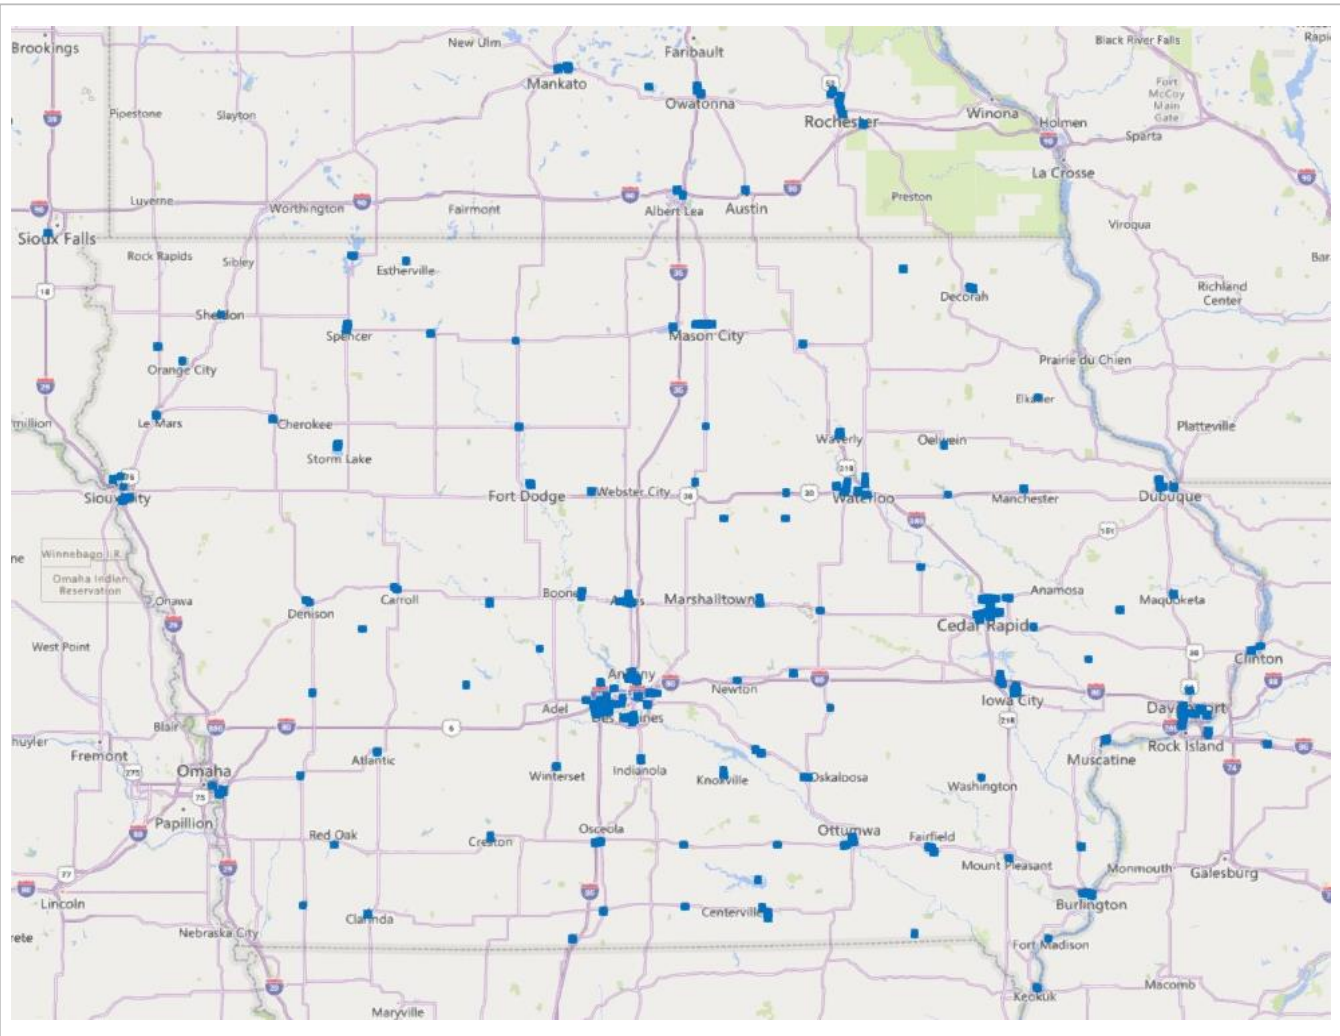 Brookings
New Ulm
Faribault
Black River Falls
Mankato
Owatonna
Fort
McCoy
Main
Gate
Pipestone
Slayton
Rochester
Winona
Holmen
Sparta
La Crosse
Luverne
Worthington
Fairmont
Albert Lea
Austin
Preston
Viroqua
Sioux Falls
Rock Rapids
Sibley
Estherville
Decorah
Richland
Center
Sheldon
Spencer
Mason City
Prairie du Chien
Orange City
Le Mars
Cherokee
Waverly
Oelwein
Platteville
Storm Lake
Sioux City
Fort Dodge
Webster City
Waterloo
Manchester
Dubuque
Winnebago I.R.
Omaha Indian
Reservation
Onawa
Denison
Carroll
Marshalltown
Cedar Rapids
Anamosa
Maquoketa
West Point
Clinton
Newton
Iowa City
Adel
Blair
Fremont
Atlantic
Muscatine
Rock Island
Omaha
Winterset
Indianola
Knoxville
Oskaloosa
Washington
Papillion
Red Oak
Creston
Osceola
Ottumwa
Fairfield
Mount Pleasant
Monmouth
Galesburg
Lincoln
Clarinda
Centerville
Burlington
Nebraska City
Fort Madison
Maryville
Keokuk
Macomb